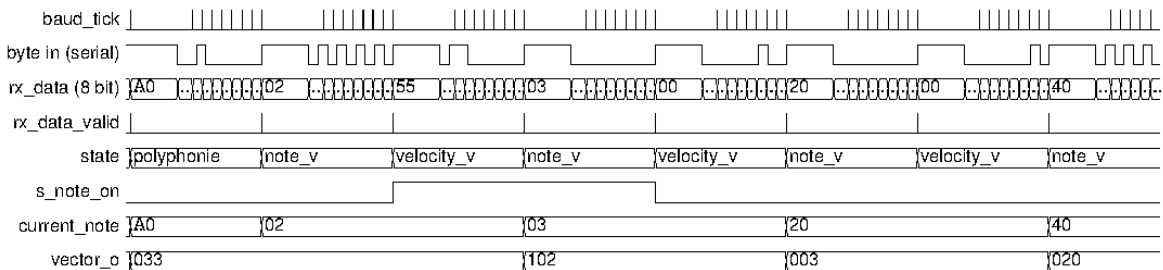 baud_tick
byte in (serial)
rx_data (8 bit) A0 02 55 03 00 20 00 40
rx_data_valid
state polyphonie note_v velocity_v note_v velocity_v note_v velocity_v note_v
s_note_on
current_note A0 02 03 20 40
vector_o 033 102 003 020